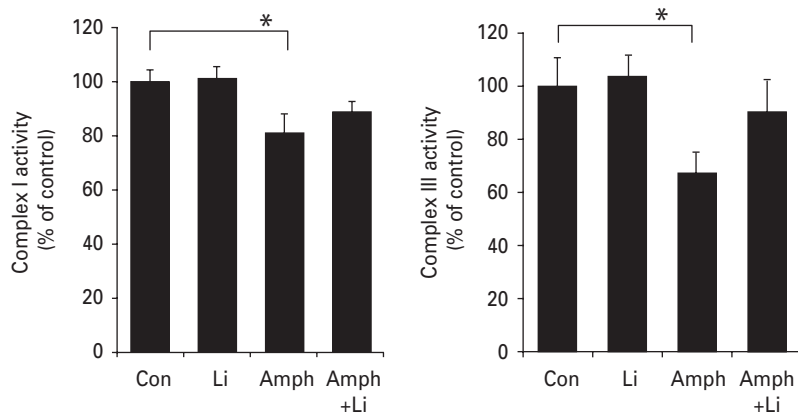 *
120
100
80
60
40
20
0
Complex I activity
(% of control)
Con
Li
Amph
Amph
+Li
*
120
100
80
60
40
20
0
Complex III activity
(% of control)
Con
Li
Amph
Amph
+Li